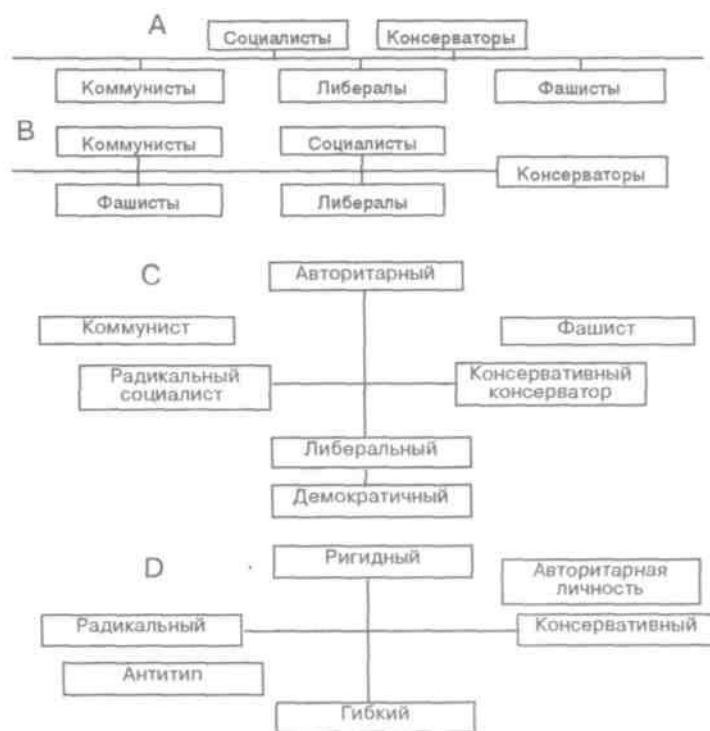 A
Социалисты Консерваторы
Коммунисты Либералы Фашисты
B
Коммунисты Социалисты
Консерваторы
Фашисты Либералы
C
Авторитарный
Коммунист Фашист
Радикальный
социалист
Консервативный
консерватор
Либеральный
Демократичный
D
Ригидный
Авторитарная
личность
Радикальный Консервативный
Антитип
Гибкий